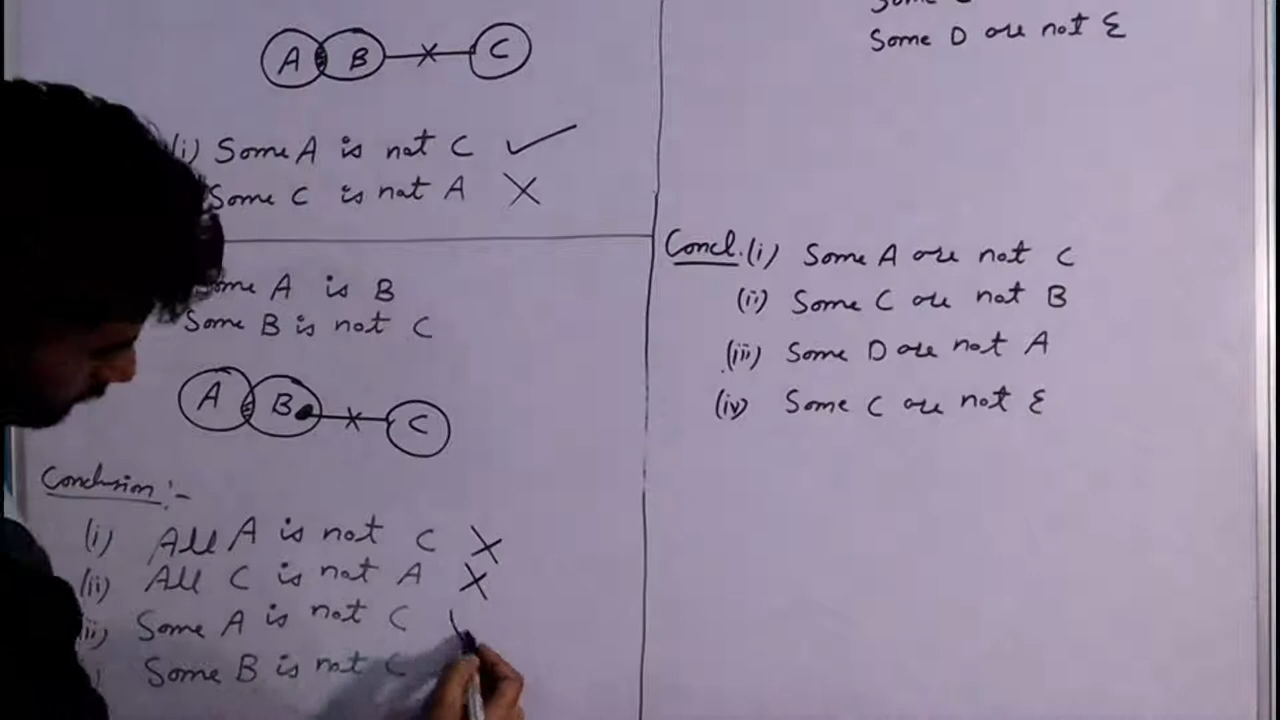 A B C
(i) Some A is not C ✓
Some C is not A X
Some A is B
Some B is not C
A B C
Conclusion :-
(i) All A is not C X
(ii) All C is not A X
Some A is not C
Some B is not C
Some D are not E
Concl. (i) Some A are not C
(ii) Some C are not B
(iii) Some D are not A
(iv) Some C are not E